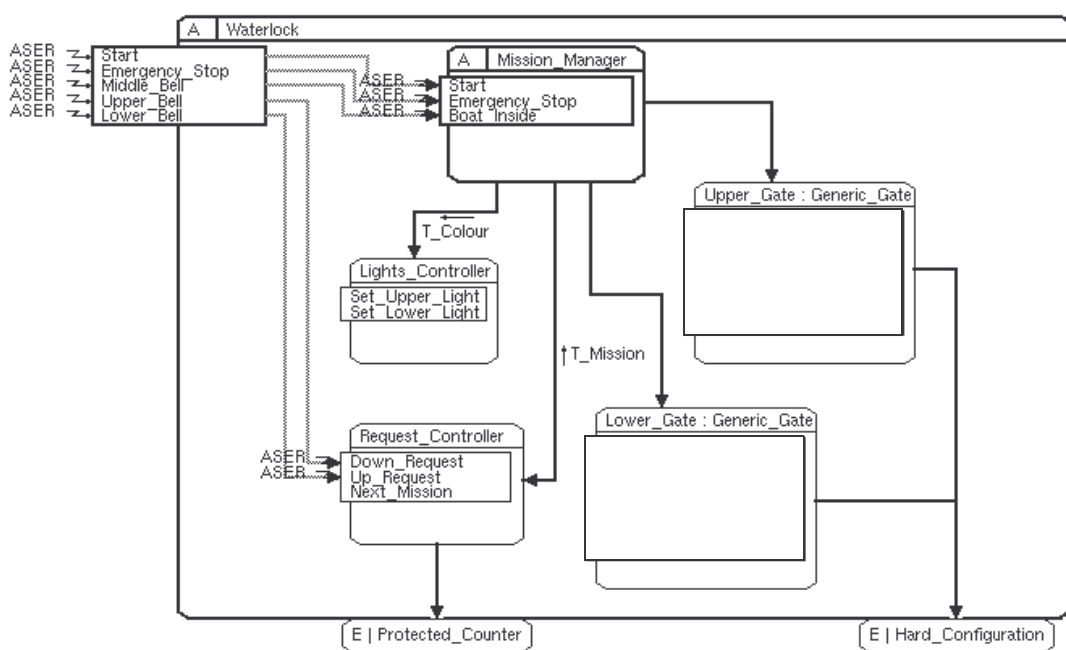 A Waterlock
ASER Start
ASER Emergency_Stop
ASER Middle_Bell
ASER Upper_Bell
ASER Lower_Bell
A Mission_Manager
ASER Start
ASER Emergency_Stop
ASER Boat_Inside
Upper_Gate : Generic_Gate
T_Colour
Lights_Controller
Set_Upper_Light
Set_Lower_Light
T_Mission
Lower_Gate : Generic_Gate
Request_Controller
ASER Down_Request
ASER Up_Request
Next_Mission
E | Protected_Counter
E | Hard_Configuration